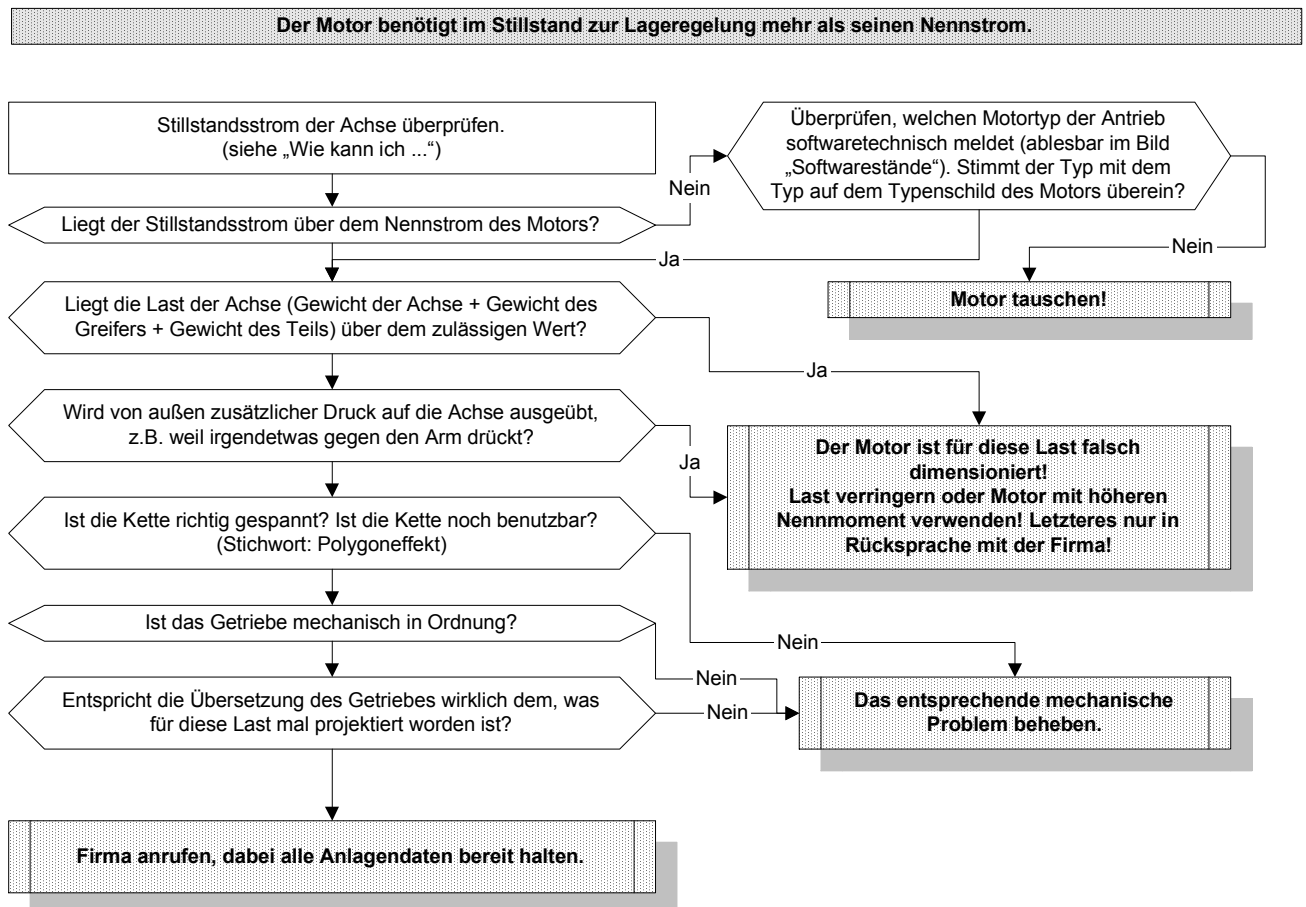 Der Motor benötigt im Stillstand zur Lageregelung mehr als seinen Nennstrom.
Stillstandsstrom der Achse überprüfen.
(siehe „Wie kann ich ...“)
Überprüfen, welchen Motortyp der Antrieb
softwaretechnisch meldet (ablesbar im Bild
„Softwarestände“). Stimmt der Typ mit dem
Typ auf dem Typenschild des Motors überein?
Nein
Liegt der Stillstandsstrom über dem Nennstrom des Motors?
Nein
Ja
Motor tauschen!
Liegt die Last der Achse (Gewicht der Achse + Gewicht des
Greifers + Gewicht des Teils) über dem zulässigen Wert?
Ja
Wird von außen zusätzlicher Druck auf die Achse ausgeübt,
z.B. weil irgendetwas gegen den Arm drückt?
Ja
Der Motor ist für diese Last falsch
dimensioniert!
Last verringern oder Motor mit höheren
Nennmoment verwenden! Letzteres nur in
Rücksprache mit der Firma!
Ist die Kette richtig gespannt? Ist die Kette noch benutzbar?
(Stichwort: Polygoneffekt)
Nein
Ist das Getriebe mechanisch in Ordnung?
Nein
Entspricht die Übersetzung des Getriebes wirklich dem, was
für diese Last mal projektiert worden ist?
Nein
Das entsprechende mechanische
Problem beheben.
Firma anrufen, dabei alle Anlagendaten bereit halten.